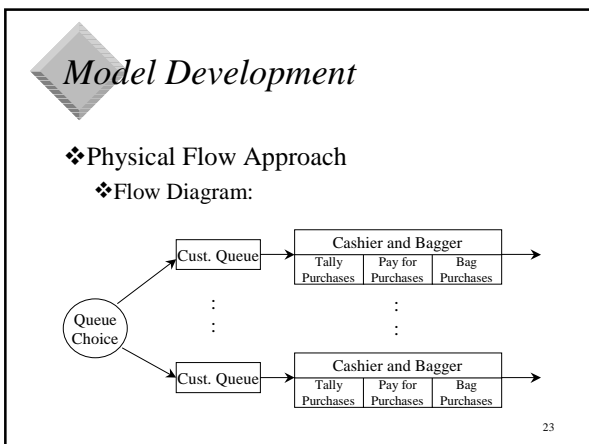 Model Development
❖Physical Flow Approach
❖Flow Diagram:
Queue
Choice
Cust. Queue
Cashier and Bagger
Tally
Purchases
Pay for
Purchases
Bag
Purchases
:
:
:
:
Cust. Queue
Cashier and Bagger
Tally
Purchases
Pay for
Purchases
Bag
Purchases
23